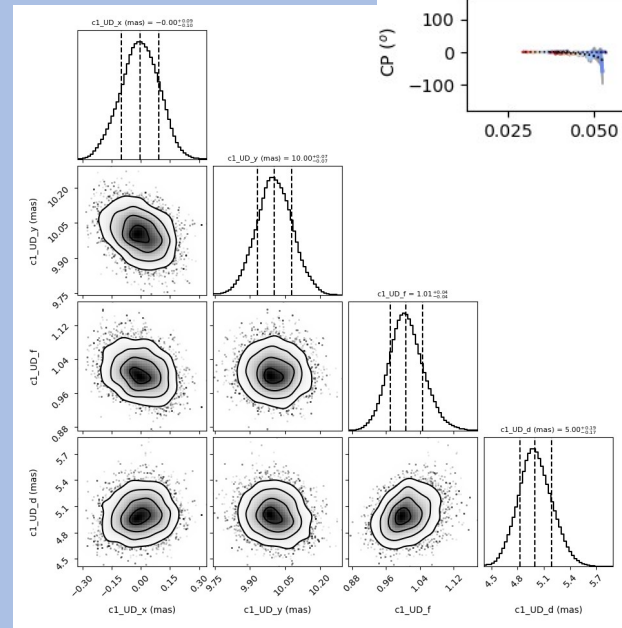 c1_UD_x (mas) = −0.00+0.09−0.10
100
0
−100
CP (°)
0.025 0.050
c1_UD_y (mas) = 10.00+0.07−0.07
10.20
10.05
9.90
9.75
c1_UD_y (mas)
c1_UD_f = 1.01+0.04−0.04
1.12
1.04
0.96
0.88
c1_UD_f
c1_UD_d (mas) = 5.00+0.19−0.17
5.7
5.4
5.1
4.8
4.5
c1_UD_d (mas)
−0.30 −0.15 0.00 0.15 0.30 9.75 9.90 10.05 10.20 0.88 0.96 1.04 1.12 4.5 4.8 5.1 5.4 5.7
c1_UD_x (mas) c1_UD_y (mas) c1_UD_f c1_UD_d (mas)